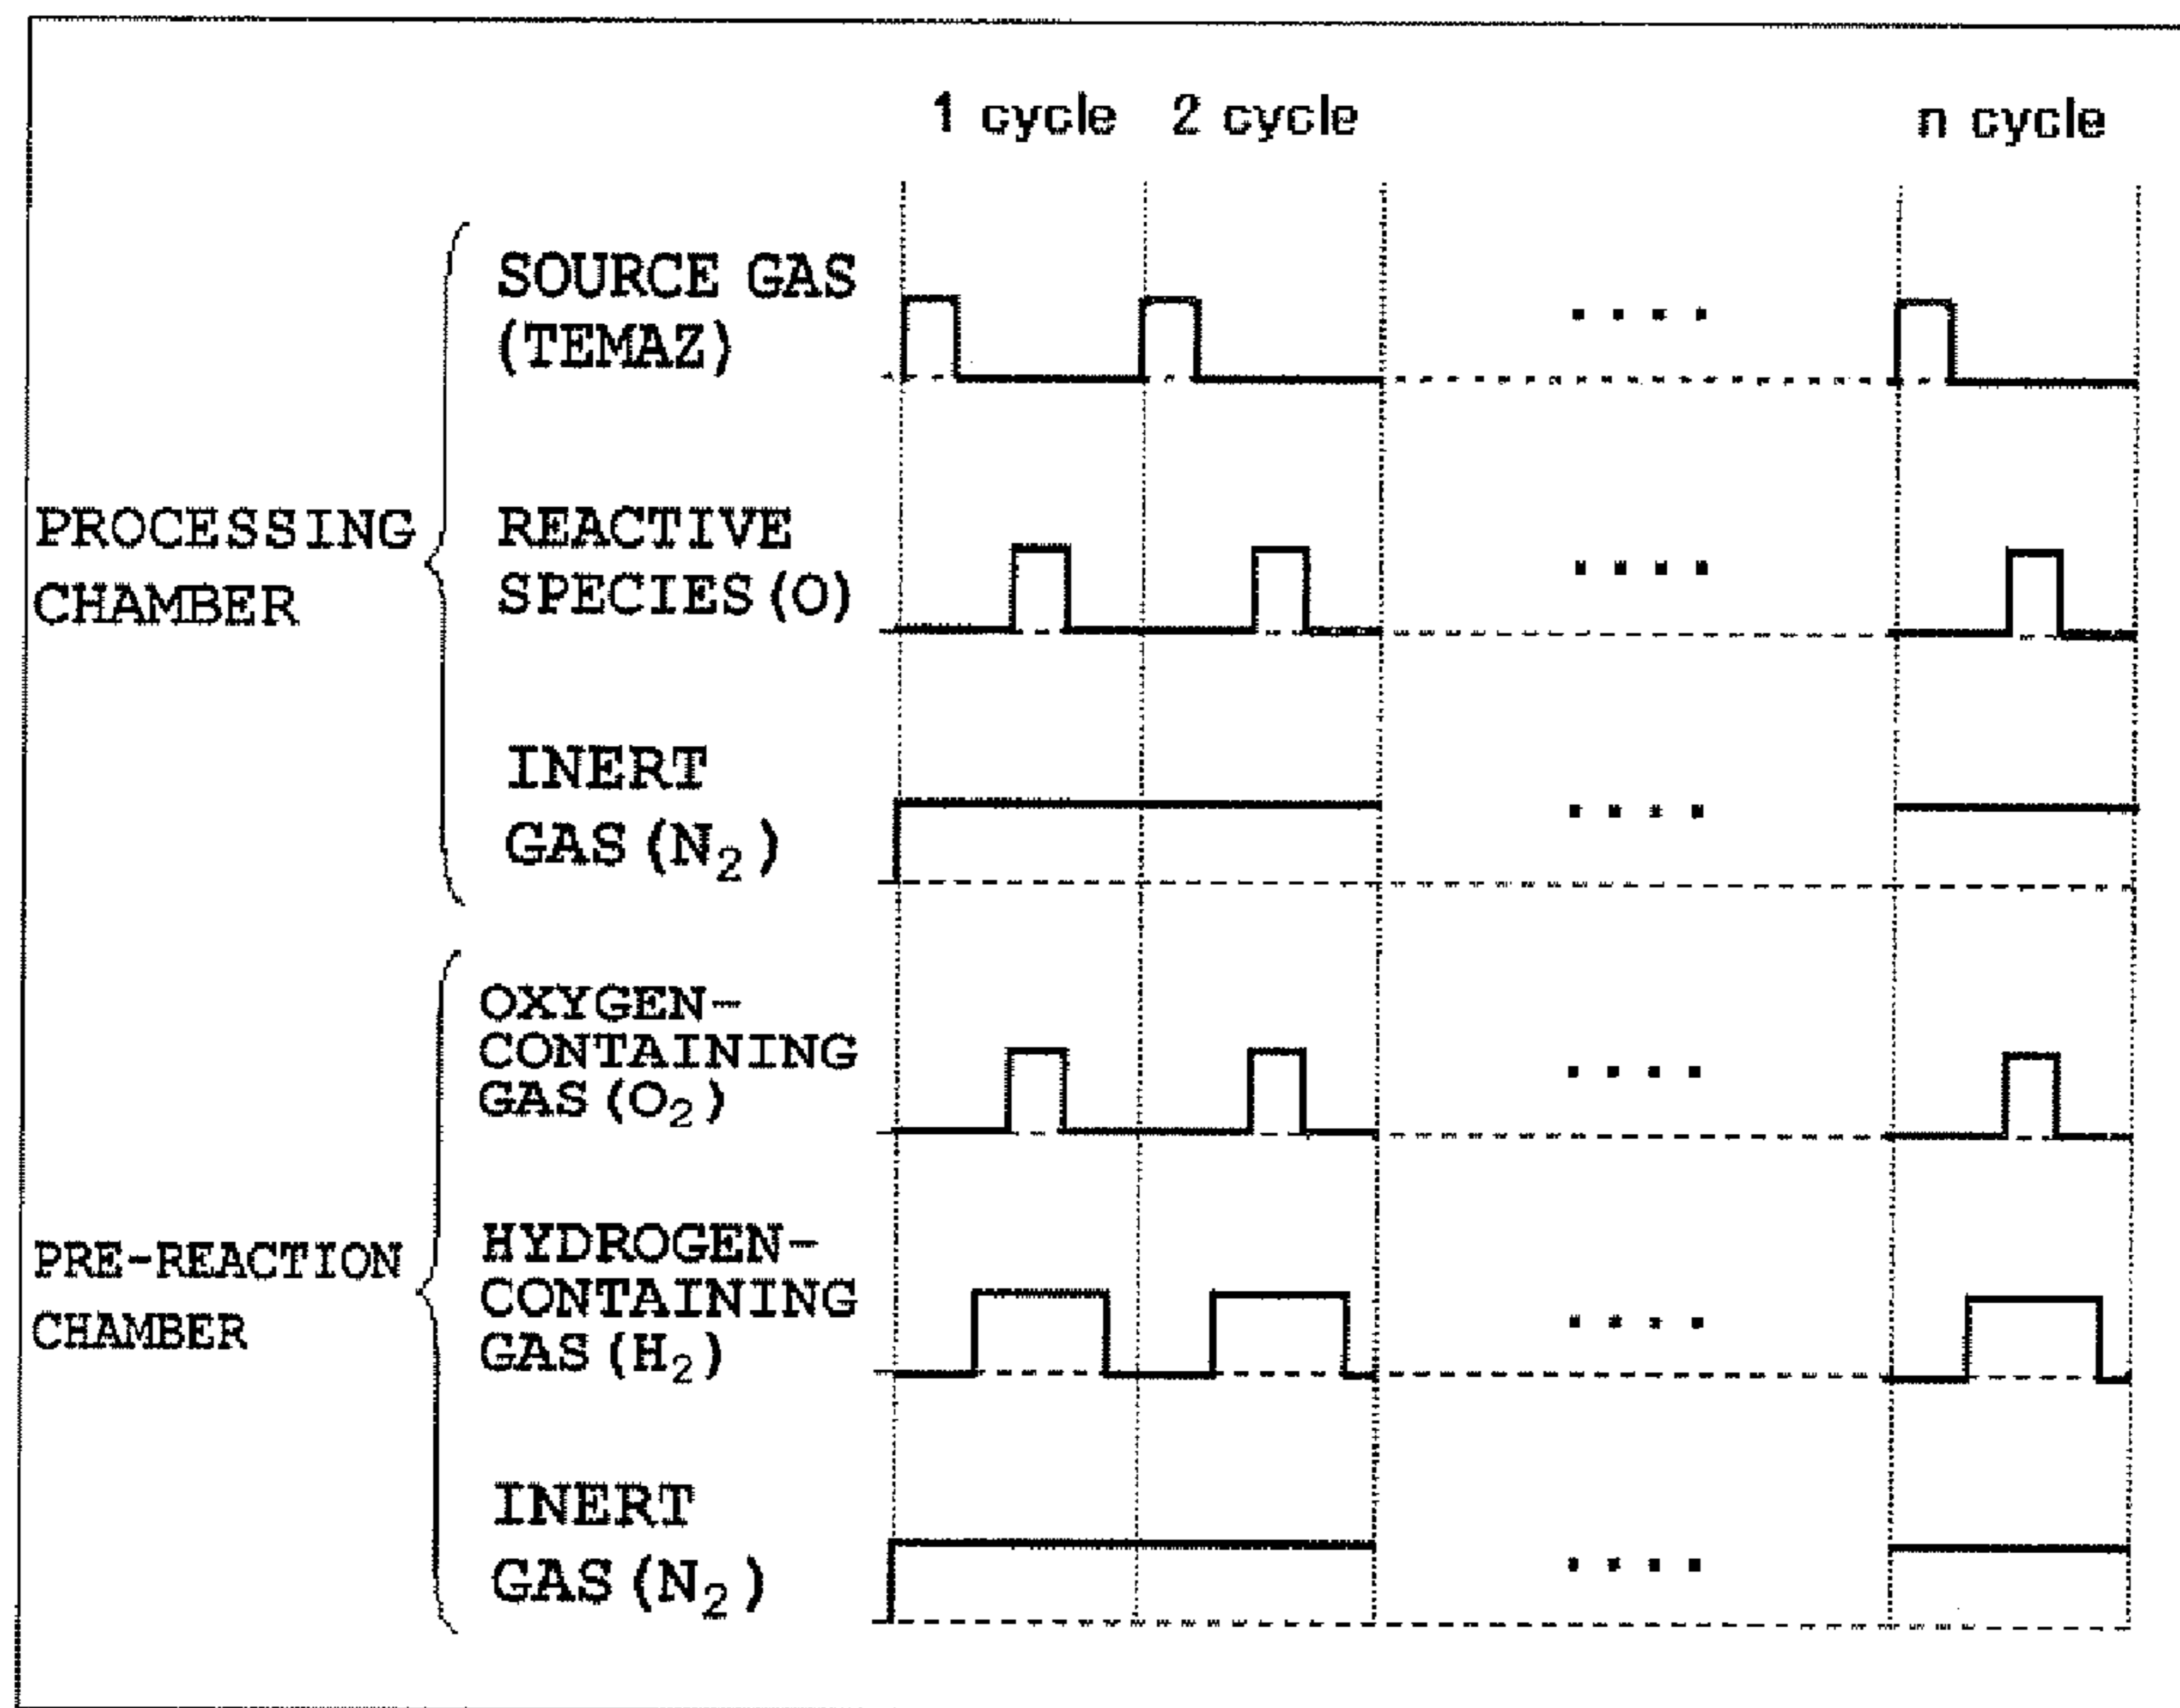 1 cycle 2 cycle n cycle
SOURCE GAS
(TEMAZ)
PROCESSING
CHAMBER
REACTIVE
SPECIES (O)
INERT
GAS (N₂)
OXYGEN-
CONTAINING
GAS (O₂)
PRE-REACTION
CHAMBER
HYDROGEN-
CONTAINING
GAS (H₂)
INERT
GAS (N₂)